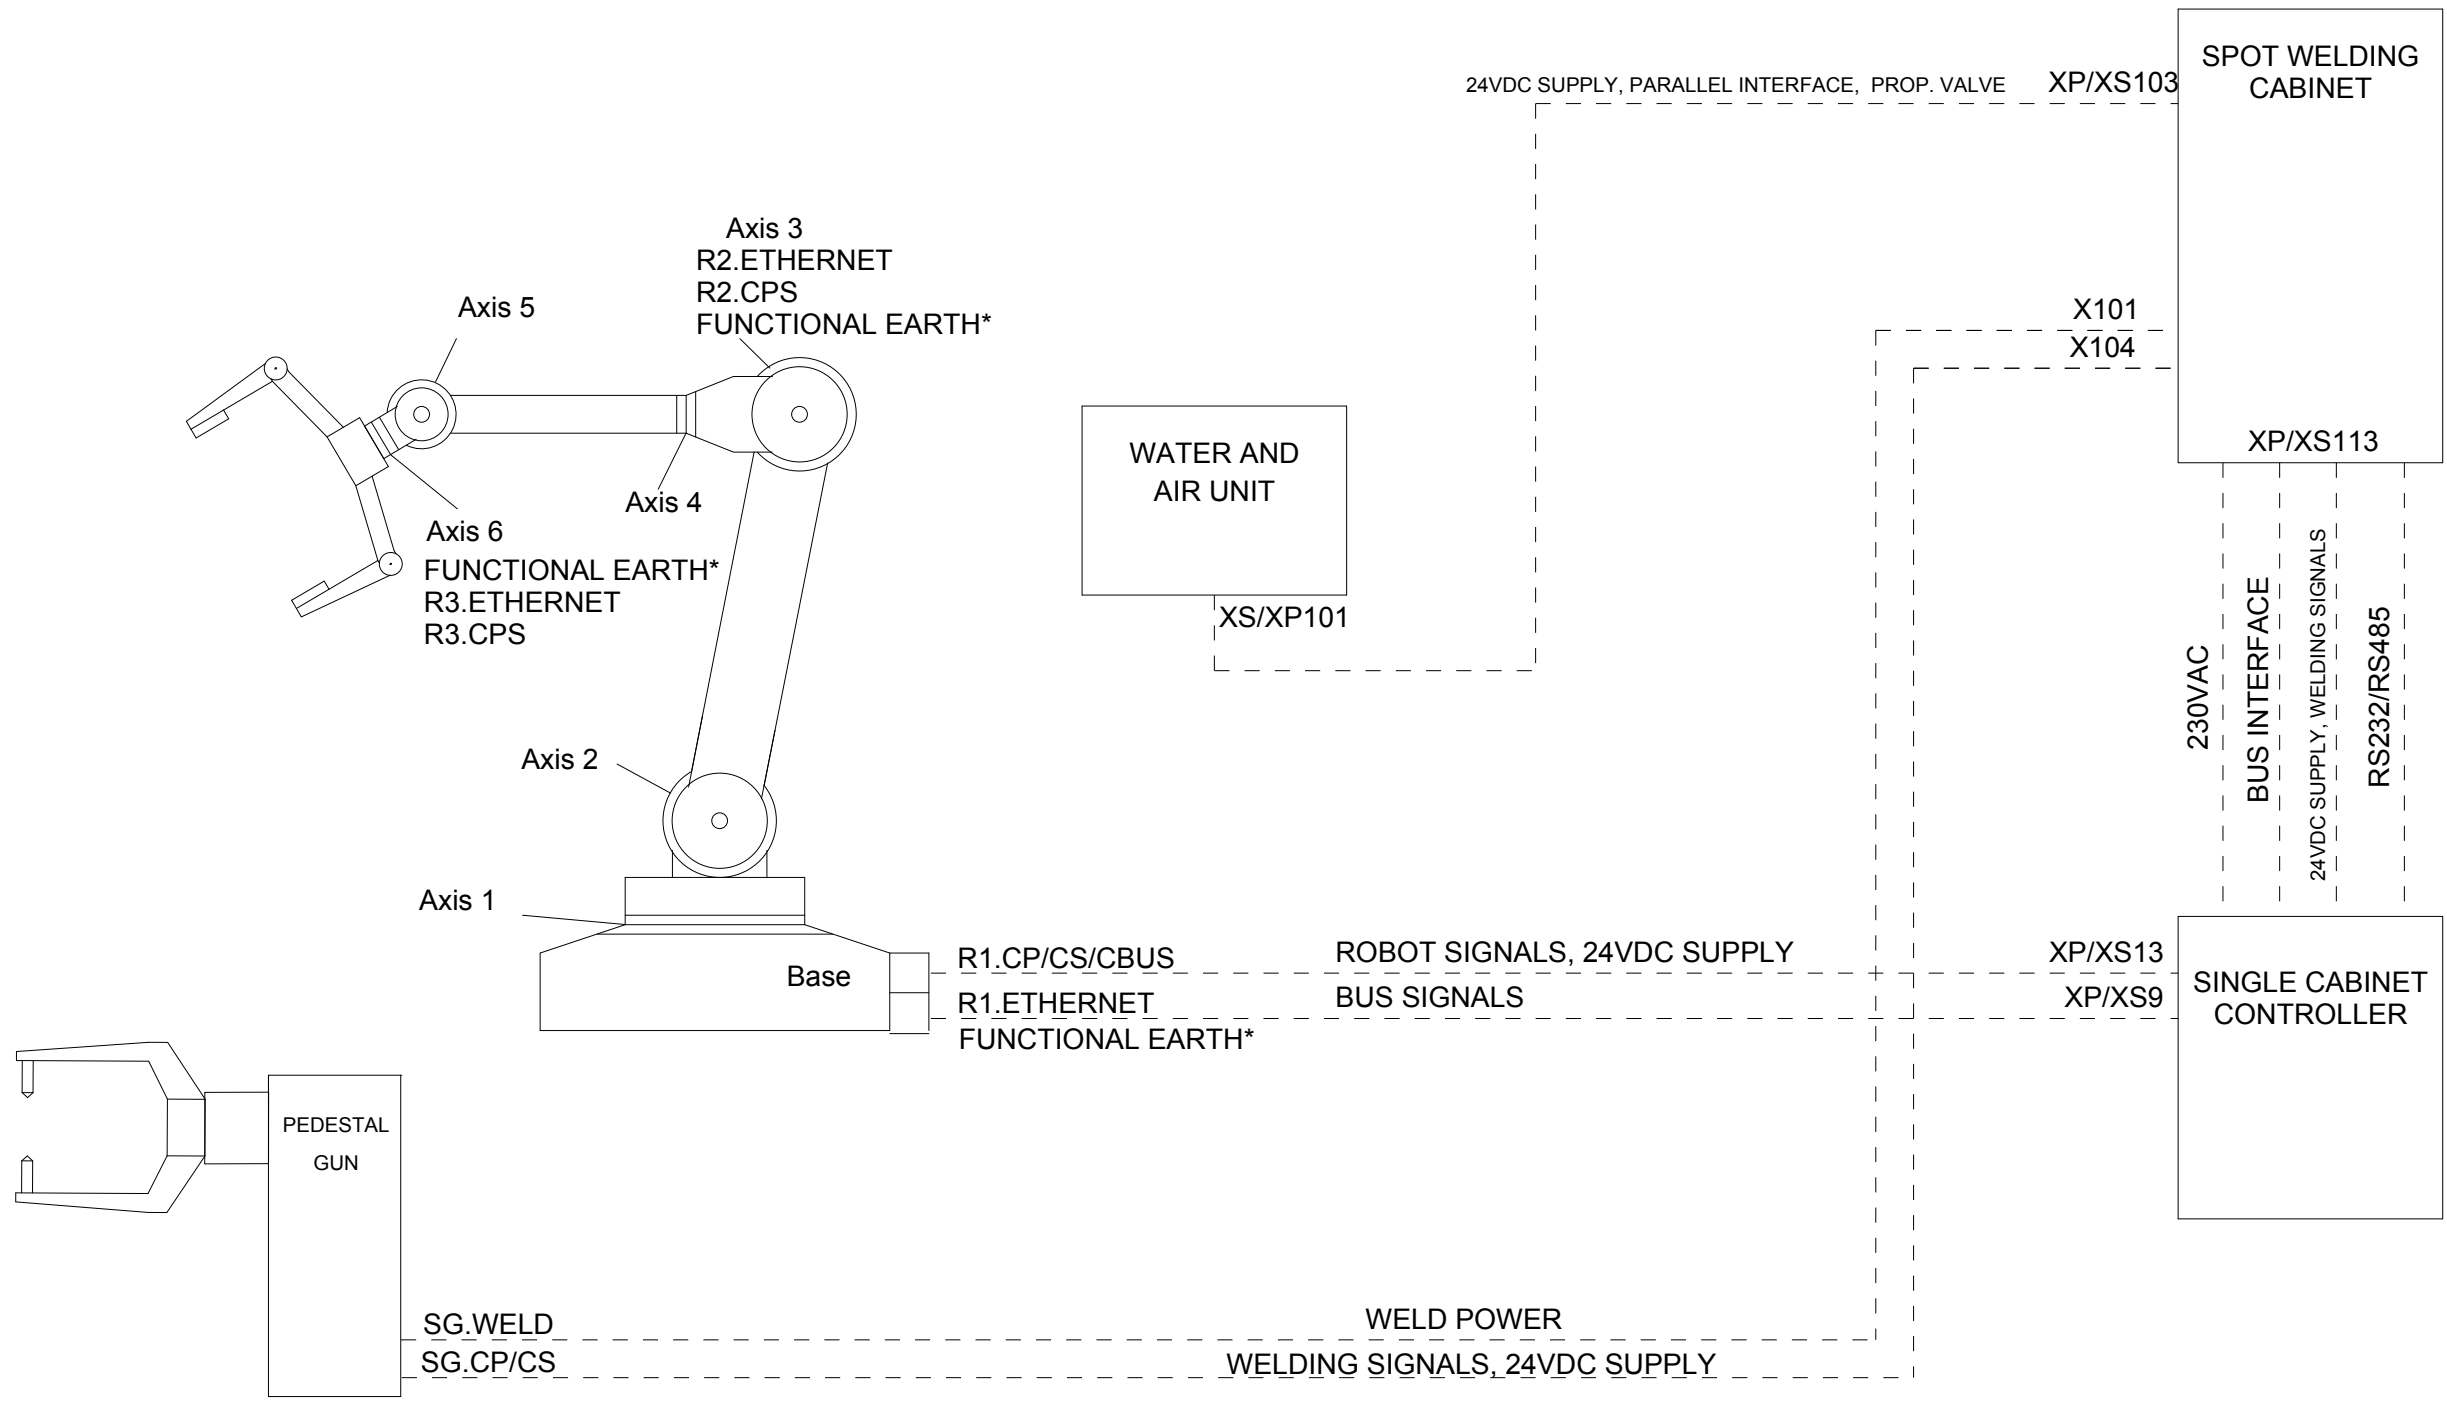 SPOT WELDING
CABINET
24VDC SUPPLY, PARALLEL INTERFACE, PROP. VALVE
XP/XS103
Axis 3
R2.ETHERNET
R2.CPS
FUNCTIONAL EARTH*
Axis 5
X101
X104
XP/XS113
WATER AND
AIR UNIT
XS/XP101
Axis 4
Axis 6
FUNCTIONAL EARTH*
R3.ETHERNET
R3.CPS
230VAC
BUS INTERFACE
24VDC SUPPLY, WELDING SIGNALS
RS232/RS485
Axis 2
Axis 1
Base
R1.CP/CS/CBUS
ROBOT SIGNALS, 24VDC SUPPLY
XP/XS13
R1.ETHERNET
BUS SIGNALS
XP/XS9
FUNCTIONAL EARTH*
SINGLE CABINET
CONTROLLER
PEDESTAL
GUN
SG.WELD
WELD POWER
SG.CP/CS
WELDING SIGNALS, 24VDC SUPPLY